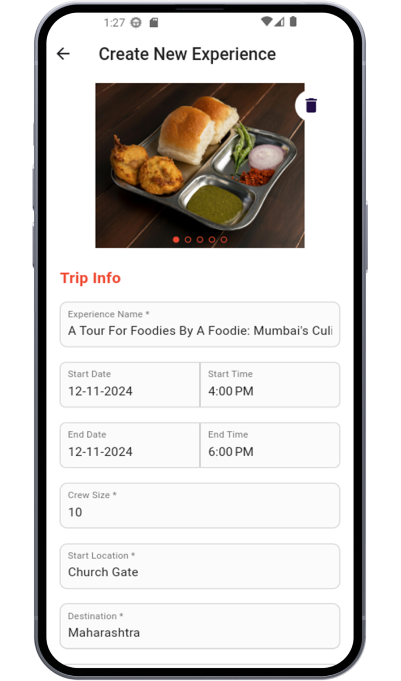 1:27
Create New Experience
Trip Info
Experience Name *
A Tour For Foodies By A Foodie: Mumbai's Culi
Start Date
Start Time
12-11-2024
4:00 PM
End Date
End Time
12-11-2024
6:00 PM
Crew Size *
10
Start Location *
Church Gate
Destination *
Maharashtra